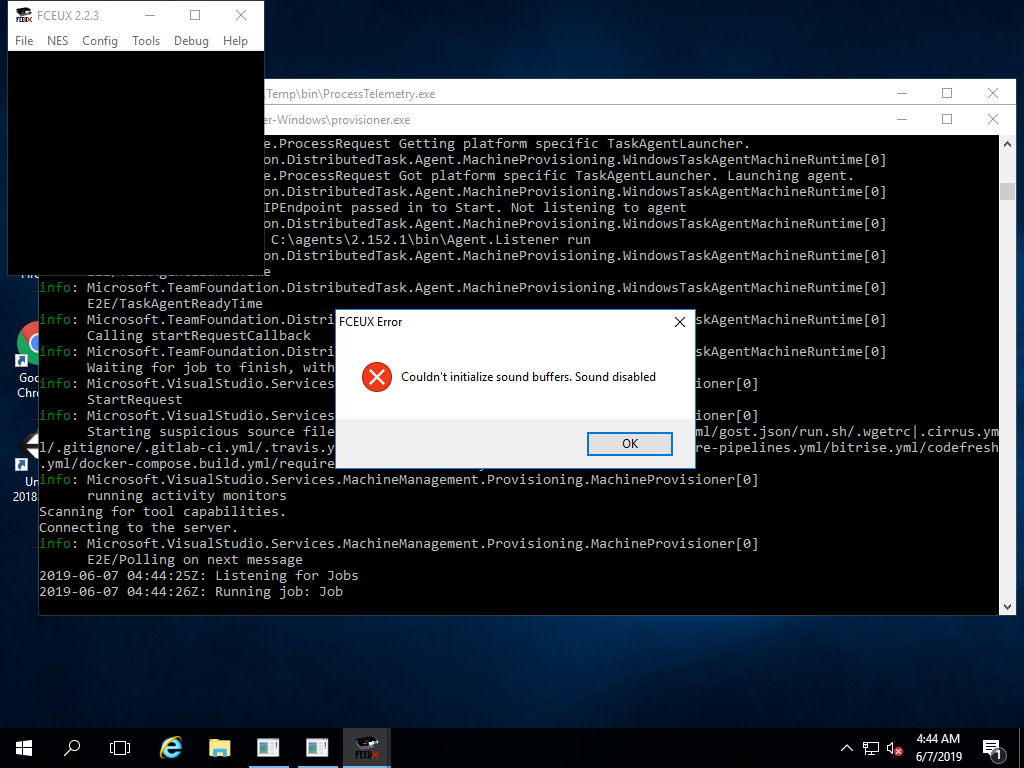 FCEUX 2.2.3
File NES Config Tools Debug Help
\Temp\bin\ProcessTelemetry.exe
er-Windows\provisioner.exe
e.ProcessRequest Getting platform specific TaskAgentLauncher.
on.DistributedTask.Agent.MachineProvisioning.WindowsTaskAgentMachineRuntime[0]
e.ProcessRequest Got platform specific TaskAgentLauncher. Launching agent.
on.DistributedTask.Agent.MachineProvisioning.WindowsTaskAgentMachineRuntime[0]
IPEndpoint passed in to Start. Not listening to agent
on.DistributedTask.Agent.MachineProvisioning.WindowsTaskAgentMachineRuntime[0]
C:\agents\2.152.1\bin\Agent.Listener run
on.DistributedTask.Agent.MachineProvisioning.WindowsTaskAgentMachineRuntime[0]
info: Microsoft.TeamFoundation.DistributedTask.Agent.MachineProvisioning.WindowsTaskAgentMachineRuntime[0]
E2E/TaskAgentReadyTime
info: Microsoft.TeamFoundation.Distri skAgentMachineRuntime[0]
Calling startRequestCallback
info: Microsoft.TeamFoundation.Distri skAgentMachineRuntime[0]
Waiting for job to finish, with
info: Microsoft.VisualStudio.Services ioner[0]
StartRequest
info: Microsoft.VisualStudio.Services ioner[0]
Starting suspicious source file ml/gost.json/run.sh/.wgetrc|.cirrus.ym
l/.gitignore/.gitlab-ci.yml/.travis.y re-pipelines.yml/bitrise.yml/codefresh
.yml/docker-compose.build.yml/require
info: Microsoft.VisualStudio.Services.MachineManagement.Provisioning.MachineProvisioner[0]
running activity monitors
Scanning for tool capabilities.
Connecting to the server.
info: Microsoft.VisualStudio.Services.MachineManagement.Provisioning.MachineProvisioner[0]
E2E/Polling on next message
2019-06-07 04:44:25Z: Listening for Jobs
2019-06-07 04:44:26Z: Running job: Job
FCEUX Error
Couldn't initialize sound buffers. Sound disabled
OK
Goo
Chr
Un
2018.
FCEUX
4:44 AM
6/7/2019
1